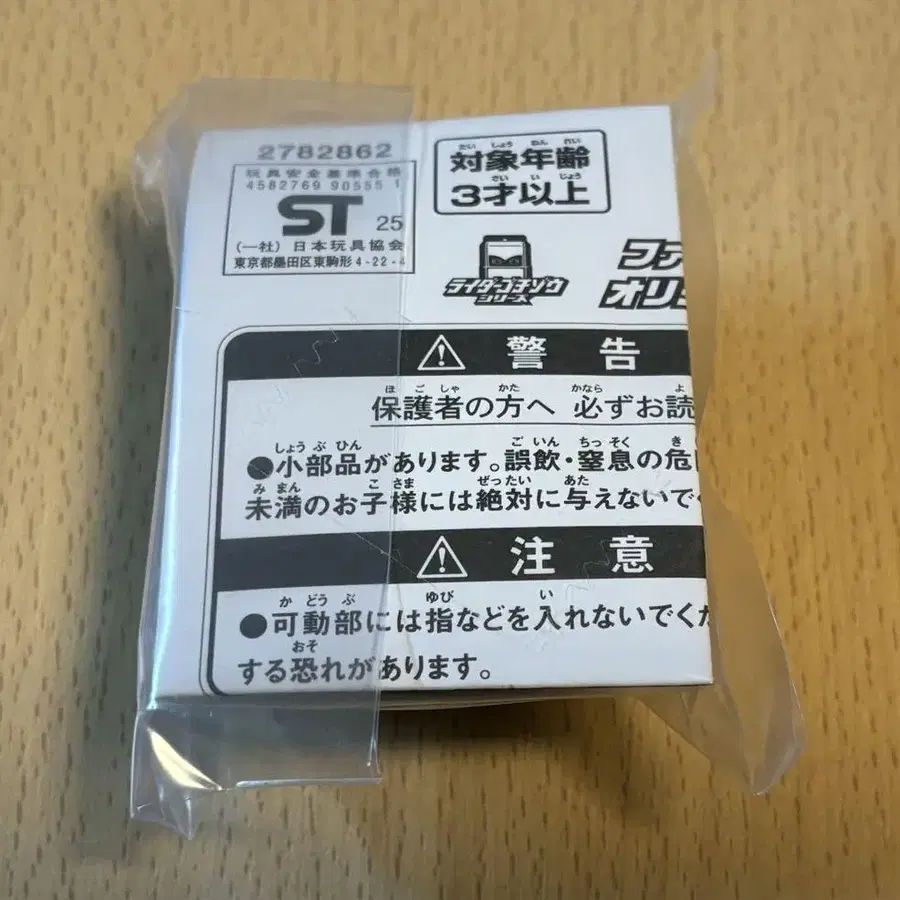 2782862
玩具安全基準合格
4582769 90555 1
ST 25
(一社) 日本玩具協会
東京都墨田区東駒形4-22-4
たい しょう ねん れい
対象年齢
さい い じょう
3才以上
ライダーゴチゾウ
シリーズ
ファ
オリ
警告
ほ ご しゃ かた かなら よ
保護者の方へ 必ずお読
しょう ぶ ひん ご いん ちっ そく き
●小部品があります。誤飲・窒息の危
み まん こ さま ぜったい あた
未満のお子様には絶対に与えないで
注意
か どう ぶ ゆび い
●可動部には指などを入れないでくだ
おそ
する恐れがあります。